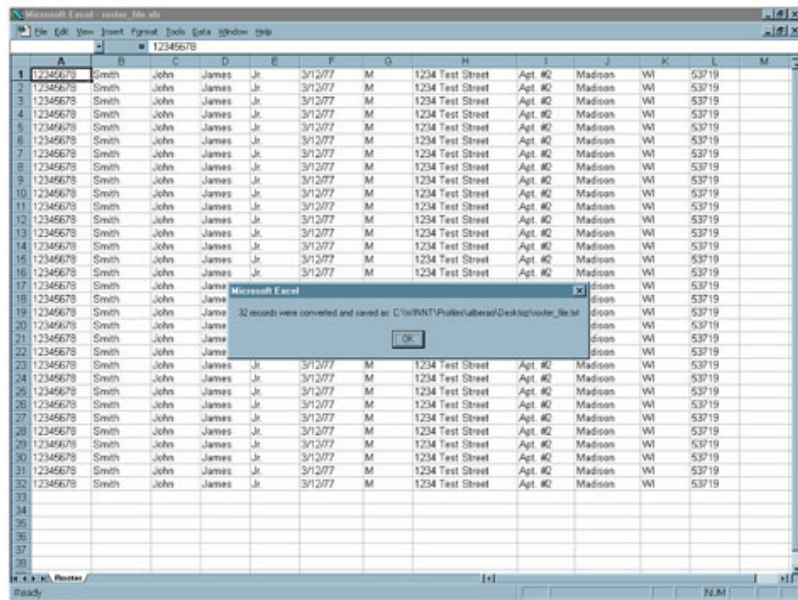 Microsoft Excel - roster_file.xls
File Edit View Insert Format Tools Data Window Help
= 12345678
A B C D E F G H I J K L M
1 12345678 Smith John James Jr. 3/12/77 M 1234 Test Street Apt. #2 Madison WI 53719
2 12345678 Smith John James Jr. 3/12/77 M 1234 Test Street Apt. #2 Madison WI 53719
3 12345678 Smith John James Jr. 3/12/77 M 1234 Test Street Apt. #2 Madison WI 53719
4 12345678 Smith John James Jr. 3/12/77 M 1234 Test Street Apt. #2 Madison WI 53719
5 12345678 Smith John James Jr. 3/12/77 M 1234 Test Street Apt. #2 Madison WI 53719
6 12345678 Smith John James Jr. 3/12/77 M 1234 Test Street Apt. #2 Madison WI 53719
7 12345678 Smith John James Jr. 3/12/77 M 1234 Test Street Apt. #2 Madison WI 53719
8 12345678 Smith John James Jr. 3/12/77 M 1234 Test Street Apt. #2 Madison WI 53719
9 12345678 Smith John James Jr. 3/12/77 M 1234 Test Street Apt. #2 Madison WI 53719
10 12345678 Smith John James Jr. 3/12/77 M 1234 Test Street Apt. #2 Madison WI 53719
11 12345678 Smith John James Jr. 3/12/77 M 1234 Test Street Apt. #2 Madison WI 53719
12 12345678 Smith John James Jr. 3/12/77 M 1234 Test Street Apt. #2 Madison WI 53719
13 12345678 Smith John James Jr. 3/12/77 M 1234 Test Street Apt. #2 Madison WI 53719
14 12345678 Smith John James Jr. 3/12/77 M 1234 Test Street Apt. #2 Madison WI 53719
15 12345678 Smith John James Jr. 3/12/77 M 1234 Test Street Apt. #2 Madison WI 53719
16 12345678 Smith John James Jr. 3/12/77 M 1234 Test Street Apt. #2 Madison WI 53719
17 12345678 Smith John Jame dison WI 53719
18 12345678 Smith John Jame dison WI 53719
19 12345678 Smith John Jame dison WI 53719
20 12345678 Smith John Jame dison WI 53719
21 12345678 Smith John Jame dison WI 53719
22 12345678 Smith John Jame dison WI 53719
Microsoft Excel
32 records were converted and saved as: C:\WINNT\Profiles\alberao\Desktop\roster_file.txt
OK
23 12345678 Smith John James Jr. 3/12/77 M 1234 Test Street Apt. #2 Madison WI 53719
24 12345678 Smith John James Jr. 3/12/77 M 1234 Test Street Apt. #2 Madison WI 53719
25 12345678 Smith John James Jr. 3/12/77 M 1234 Test Street Apt. #2 Madison WI 53719
26 12345678 Smith John James Jr. 3/12/77 M 1234 Test Street Apt. #2 Madison WI 53719
27 12345678 Smith John James Jr. 3/12/77 M 1234 Test Street Apt. #2 Madison WI 53719
28 12345678 Smith John James Jr. 3/12/77 M 1234 Test Street Apt. #2 Madison WI 53719
29 12345678 Smith John James Jr. 3/12/77 M 1234 Test Street Apt. #2 Madison WI 53719
30 12345678 Smith John James Jr. 3/12/77 M 1234 Test Street Apt. #2 Madison WI 53719
31 12345678 Smith John James Jr. 3/12/77 M 1234 Test Street Apt. #2 Madison WI 53719
32 12345678 Smith John James Jr. 3/12/77 M 1234 Test Street Apt. #2 Madison WI 53719
33
34
35
36
37
38
Roster
Ready NUM